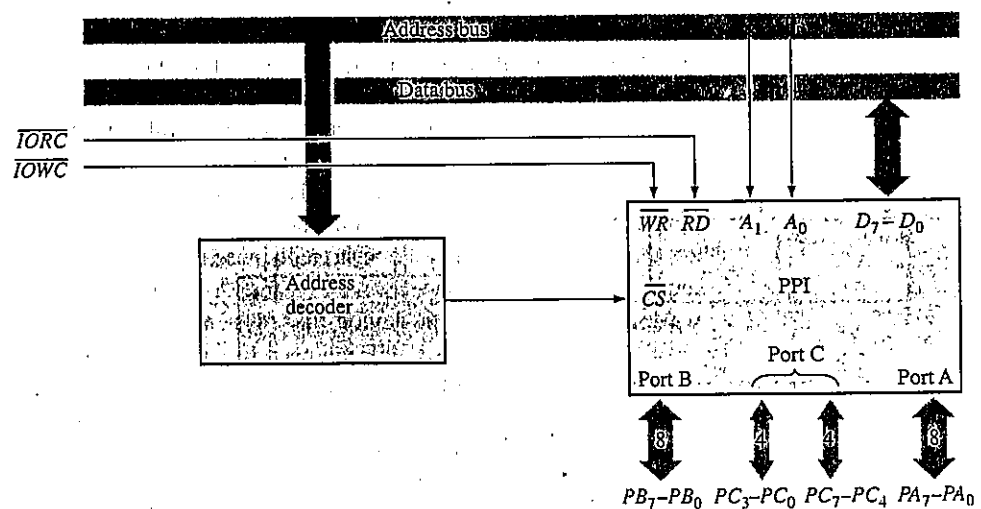 Address bus
Data bus
IORC
IOWC
WR RD A1 A0 D7–D0
Address
decoder
CS
PPI
Port C
Port B
Port A
8 4 4 8
PB7–PB0 PC3–PC0 PC7–PC4 PA7–PA0